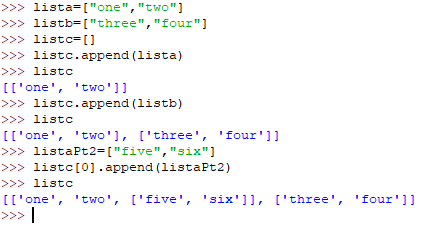 >>> lista=["one","two"]
>>> listb=["three","four"]
>>> listc=[]
>>> listc.append(lista)
>>> listc
[['one', 'two']]
>>> listc.append(listb)
>>> listc
[['one', 'two'], ['three', 'four']]
>>> listaPt2=["five","six"]
>>> listc[0].append(listaPt2)
>>> listc
[['one', 'two', ['five', 'six']], ['three', 'four']]
>>>